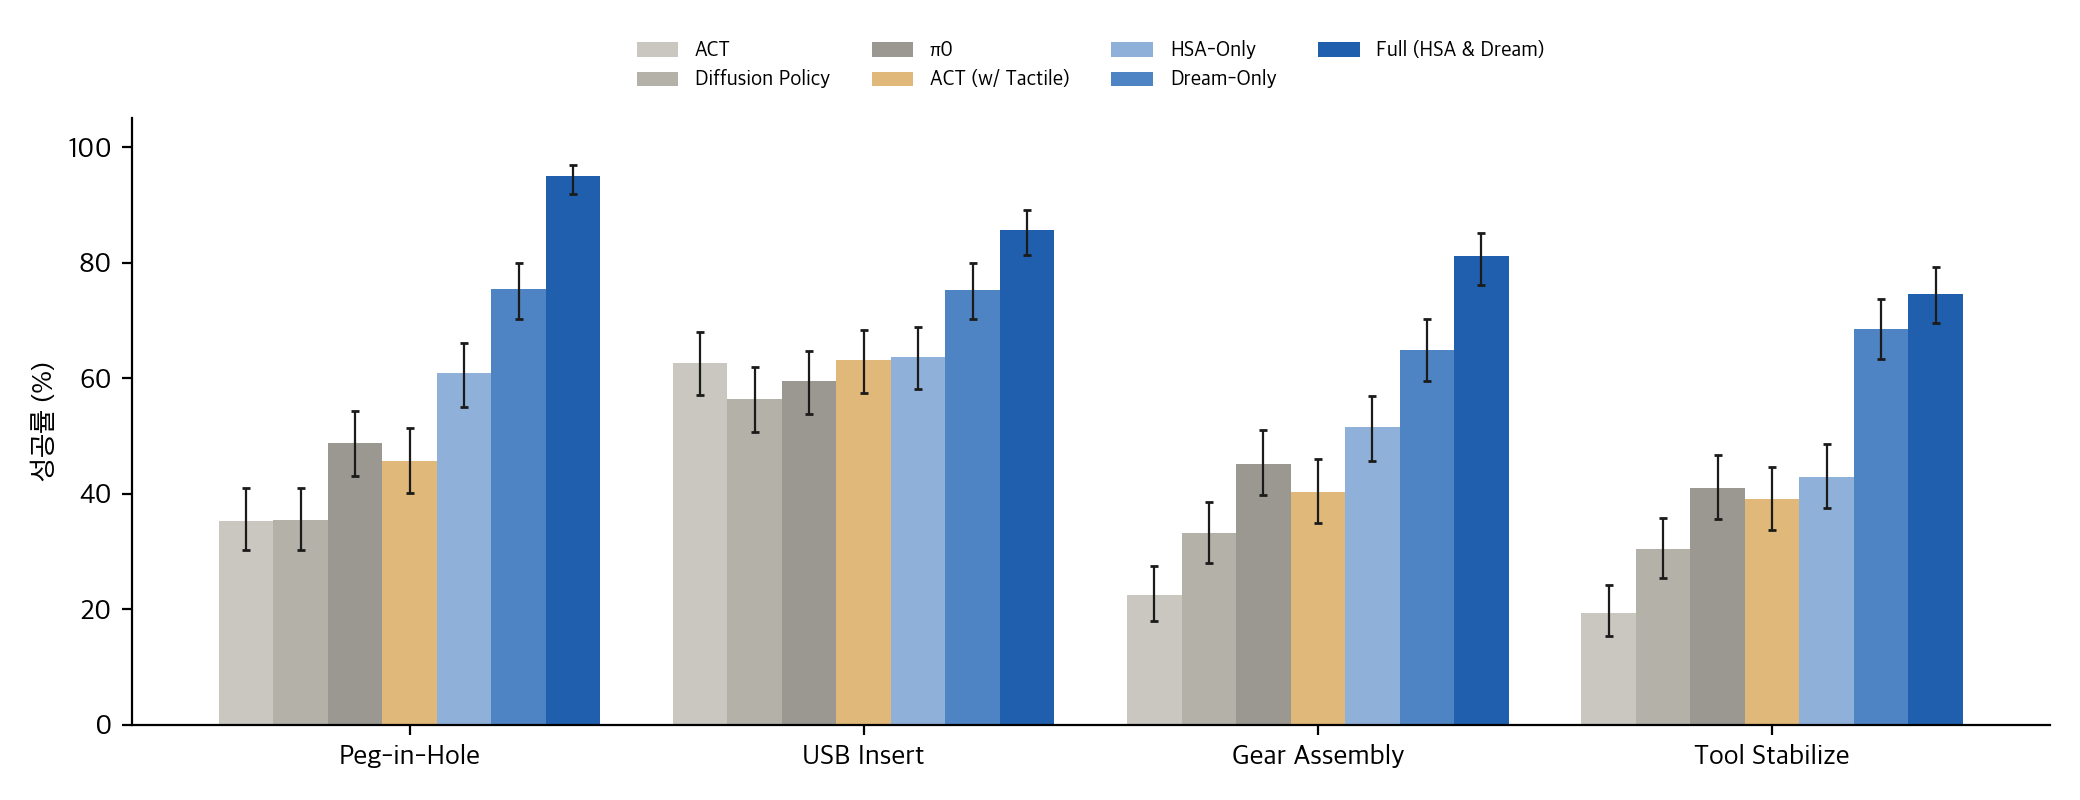 ACT π0 HSA-Only Full (HSA & Dream)
Diffusion Policy ACT (w/ Tactile) Dream-Only
성공률 (%)
100
80
60
40
20
0
Peg-in-Hole USB Insert Gear Assembly Tool Stabilize